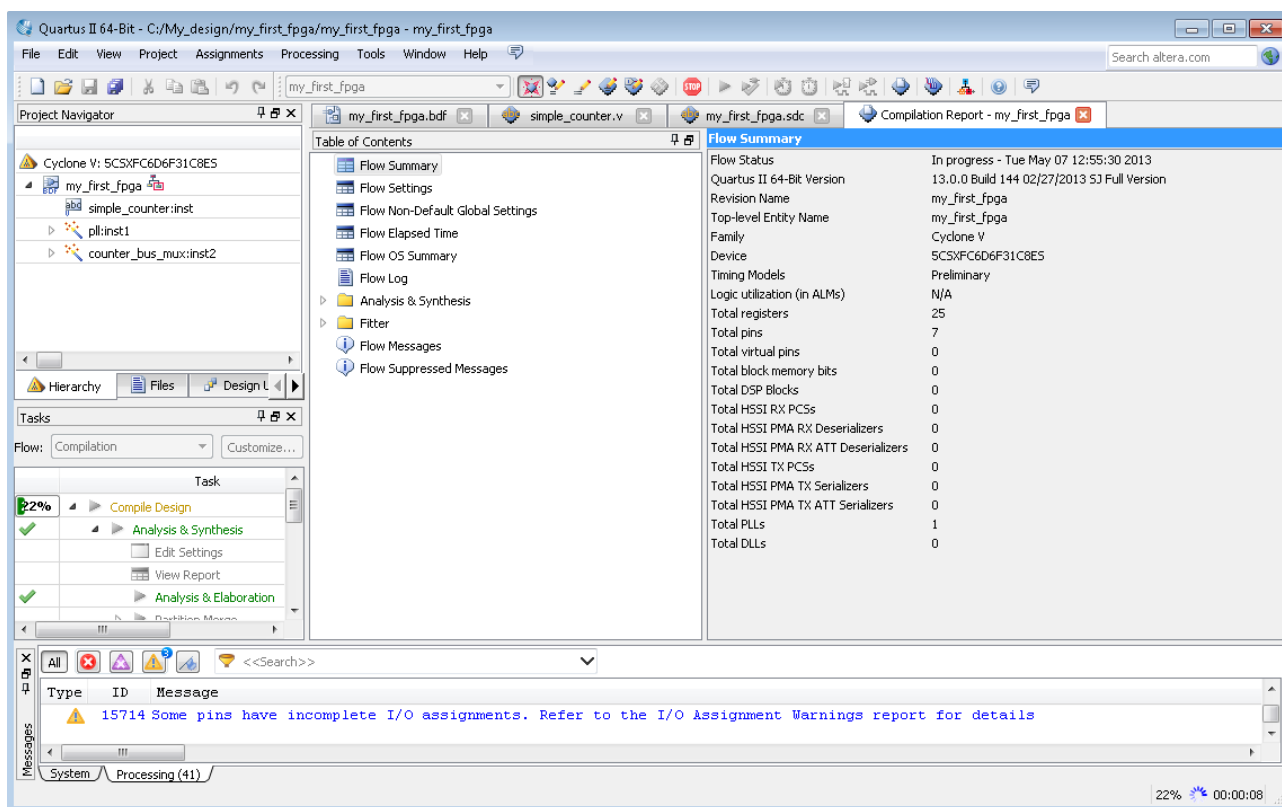 Quartus II 64-Bit - C:/My_design/my_first_fpga/my_first_fpga - my_first_fpga
File Edit View Project Assignments Processing Tools Window Help
Search altera.com
my_first_fpga
STOP
Project Navigator
Cyclone V: 5CSXFC6D6F31C8ES
my_first_fpga
simple_counter:inst
pll:inst1
counter_bus_mux:inst2
Hierarchy Files Design U
Tasks
Flow: Compilation Customize...
Task
22% Compile Design
Analysis & Synthesis
Edit Settings
View Report
Analysis & Elaboration
Partition Merge
my_first_fpga.bdf simple_counter.v my_first_fpga.sdc Compilation Report - my_first_fpga
Table of Contents
Flow Summary
Flow Settings
Flow Non-Default Global Settings
Flow Elapsed Time
Flow OS Summary
Flow Log
Analysis & Synthesis
Fitter
Flow Messages
Flow Suppressed Messages
Flow Summary
Flow Status In progress - Tue May 07 12:55:30 2013
Quartus II 64-Bit Version 13.0.0 Build 144 02/27/2013 SJ Full Version
Revision Name my_first_fpga
Top-level Entity Name my_first_fpga
Family Cyclone V
Device 5CSXFC6D6F31C8ES
Timing Models Preliminary
Logic utilization (in ALMs) N/A
Total registers 25
Total pins 7
Total virtual pins 0
Total block memory bits 0
Total DSP Blocks 0
Total HSSI RX PCSs 0
Total HSSI PMA RX Deserializers 0
Total HSSI PMA RX ATT Deserializers 0
Total HSSI TX PCSs 0
Total HSSI PMA TX Serializers 0
Total HSSI PMA TX ATT Serializers 0
Total PLLs 1
Total DLLs 0
All 3 <<Search>>
Type ID Message
15714 Some pins have incomplete I/O assignments. Refer to the I/O Assignment Warnings report for details
Messages
System Processing (41)
22% 00:00:08